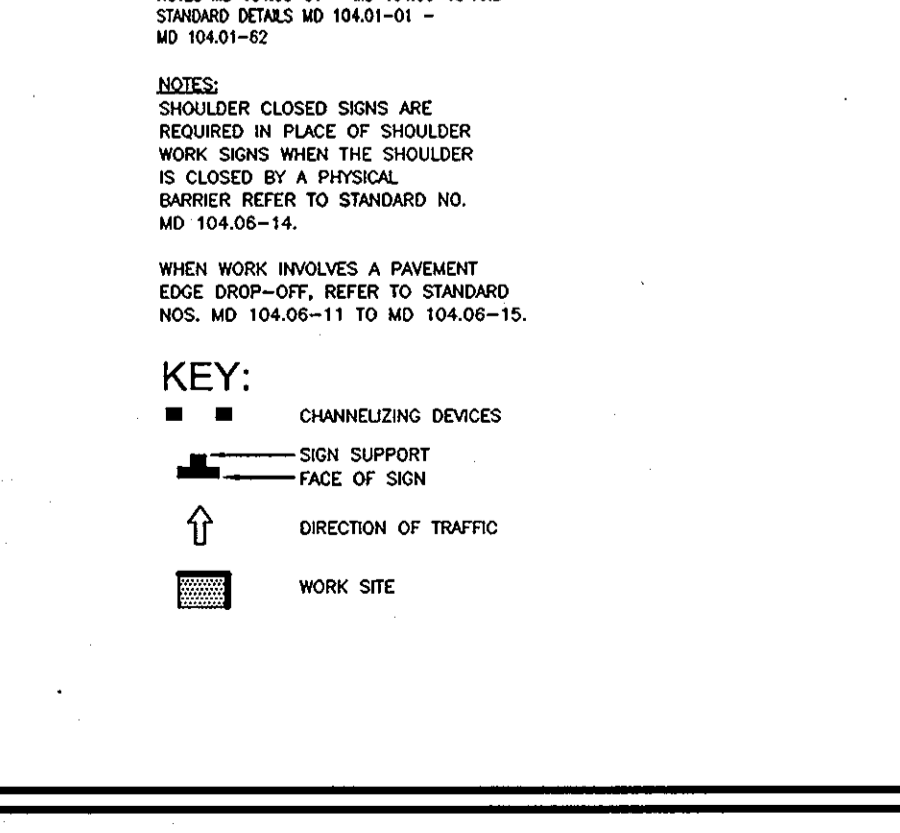 STANDARD DETAILS MD 104.01-01 -
MD 104.01-62
NOTES:
SHOULDER CLOSED SIGNS ARE
REQUIRED IN PLACE OF SHOULDER
WORK SIGNS WHEN THE SHOULDER
IS CLOSED BY A PHYSICAL
BARRIER REFER TO STANDARD NO.
MD 104.06-14.
WHEN WORK INVOLVES A PAVEMENT
EDGE DROP-OFF, REFER TO STANDARD
NOS. MD 104.06-11 TO MD 104.06-15.
KEY:
CHANNELIZING DEVICES
SIGN SUPPORT
FACE OF SIGN
DIRECTION OF TRAFFIC
WORK SITE